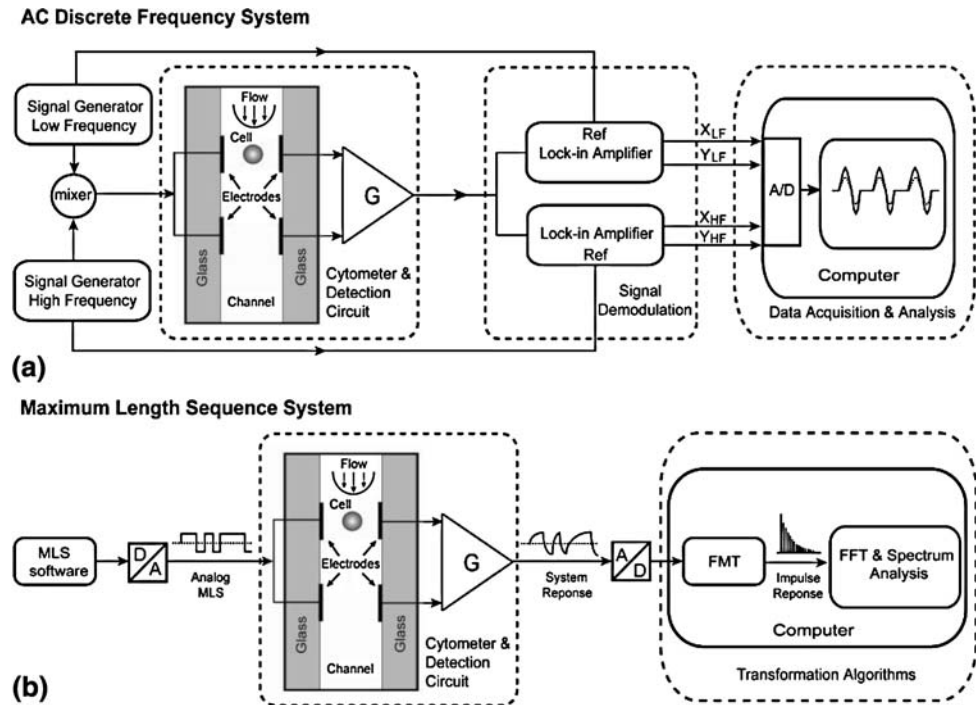 AC Discrete Frequency System
Signal Generator
Low Frequency
mixer
Signal Generator
High Frequency
Flow
Cell
Electrodes
Glass
Glass
Channel
G
Cytometer &
Detection
Circuit
Ref
Lock-in Amplifier
Lock-in Amplifier
Ref
Signal
Demodulation
XLF
YLF
XHF
YHF
A/D
Computer
Data Acquisition & Analysis
(a)
Maximum Length Sequence System
MLS
software
D
A
Analog
MLS
Flow
Cell
Electrodes
Glass
Glass
Channel
G
Cytometer &
Detection
Circuit
System
Reponse
A
D
FMT
Impulse
Reponse
FFT & Spectrum
Analysis
Computer
Transformation Algorithms
(b)